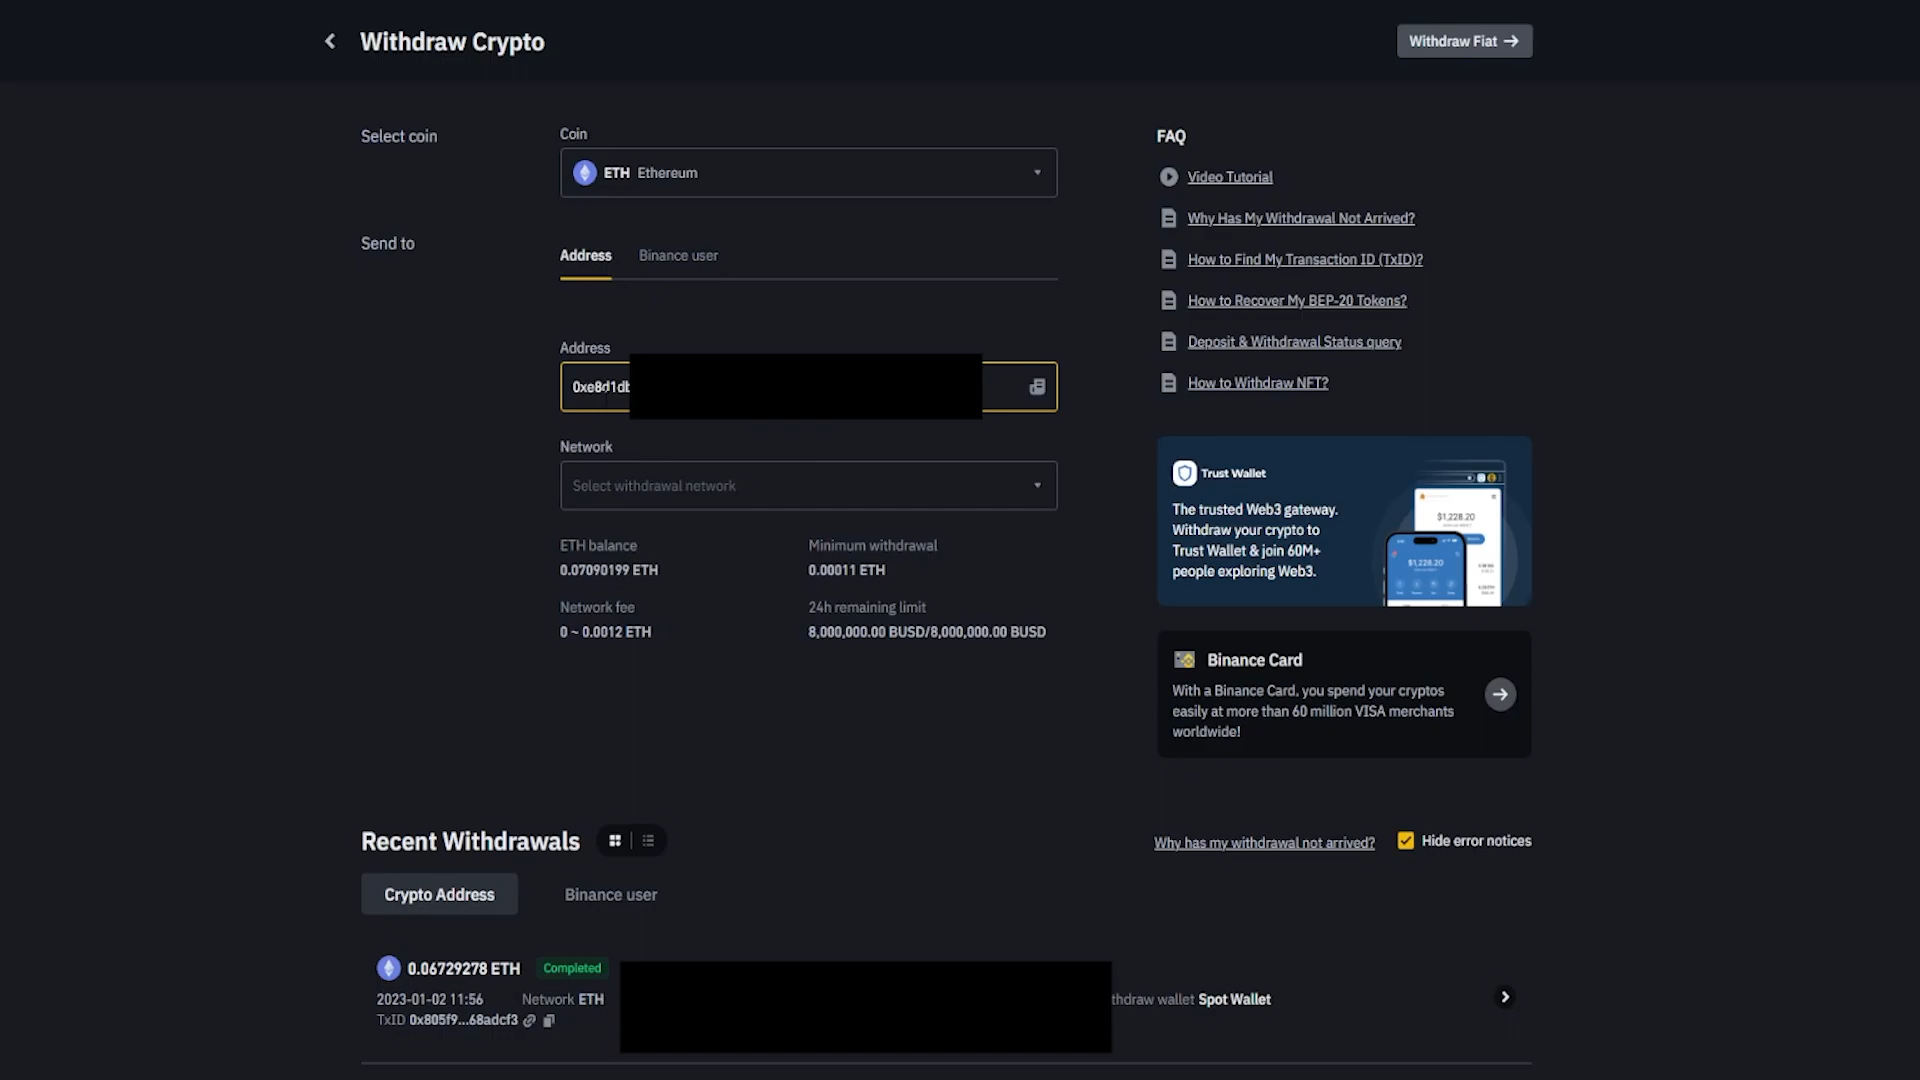 Withdraw Crypto
Withdraw Fiat →
Select coin
Coin
ETH Ethereum
Send to
Address
Binance user
Address
0xe8d1db
Network
Select withdrawal network
ETH balance
0.07090199 ETH
Minimum withdrawal
0.00011 ETH
Network fee
0 ~ 0.0012 ETH
24h remaining limit
8,000,000.00 BUSD/8,000,000.00 BUSD
FAQ
Video Tutorial
Why Has My Withdrawal Not Arrived?
How to Find My Transaction ID (TxID)?
How to Recover My BEP-20 Tokens?
Deposit & Withdrawal Status query
How to Withdraw NFT?
Trust Wallet
The trusted Web3 gateway.
Withdraw your crypto to
Trust Wallet & join 60M+
people exploring Web3.
$1,228.20
$1,228.20
Binance Card
With a Binance Card, you spend your cryptos
easily at more than 60 million VISA merchants
worldwide!
Recent Withdrawals
Why has my withdrawal not arrived?
Hide error notices
Crypto Address
Binance user
0.06729278 ETH Completed
2023-01-02 11:56 Network ETH
thdraw wallet Spot Wallet
TxID 0x805f9...68adcf3